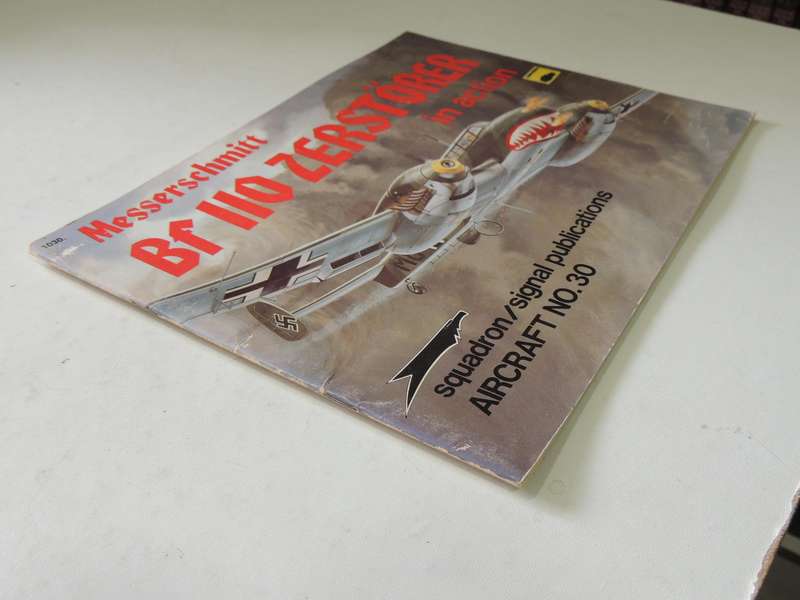 1030.
Messerschmitt
Bf 110 ZERSTÖRER
in action
squadron/signal publications
AIRCRAFT NO. 30